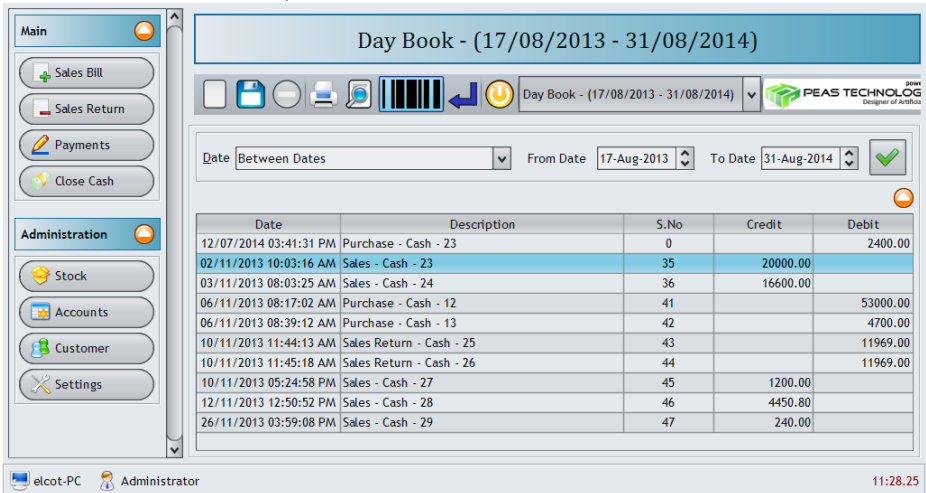 Main
Sales Bill
Sales Return
Payments
Close Cash
Administration
Stock
Accounts
Customer
Settings
Day Book - (17/08/2013 - 31/08/2014)
Day Book - (17/08/2013 - 31/08/2014)
PEAS TECHNOLOG
Designer of Artificia
Date Between Dates From Date 17-Aug-2013 To Date 31-Aug-2014
Date Description S.No Credit Debit
12/07/2014 03:41:31 PM Purchase - Cash - 23 0 2400.00
02/11/2013 10:03:16 AM Sales - Cash - 23 35 20000.00
03/11/2013 08:03:25 AM Sales - Cash - 24 36 16600.00
06/11/2013 08:17:02 AM Purchase - Cash - 12 41 53000.00
06/11/2013 08:39:12 AM Purchase - Cash - 13 42 4700.00
10/11/2013 11:44:13 AM Sales Return - Cash - 25 43 11969.00
10/11/2013 11:45:18 AM Sales Return - Cash - 26 44 11969.00
10/11/2013 05:24:58 PM Sales - Cash - 27 45 1200.00
12/11/2013 12:50:52 PM Sales - Cash - 28 46 4450.80
26/11/2013 03:59:08 PM Sales - Cash - 29 47 240.00
elcot-PC Administrator 11:28.25